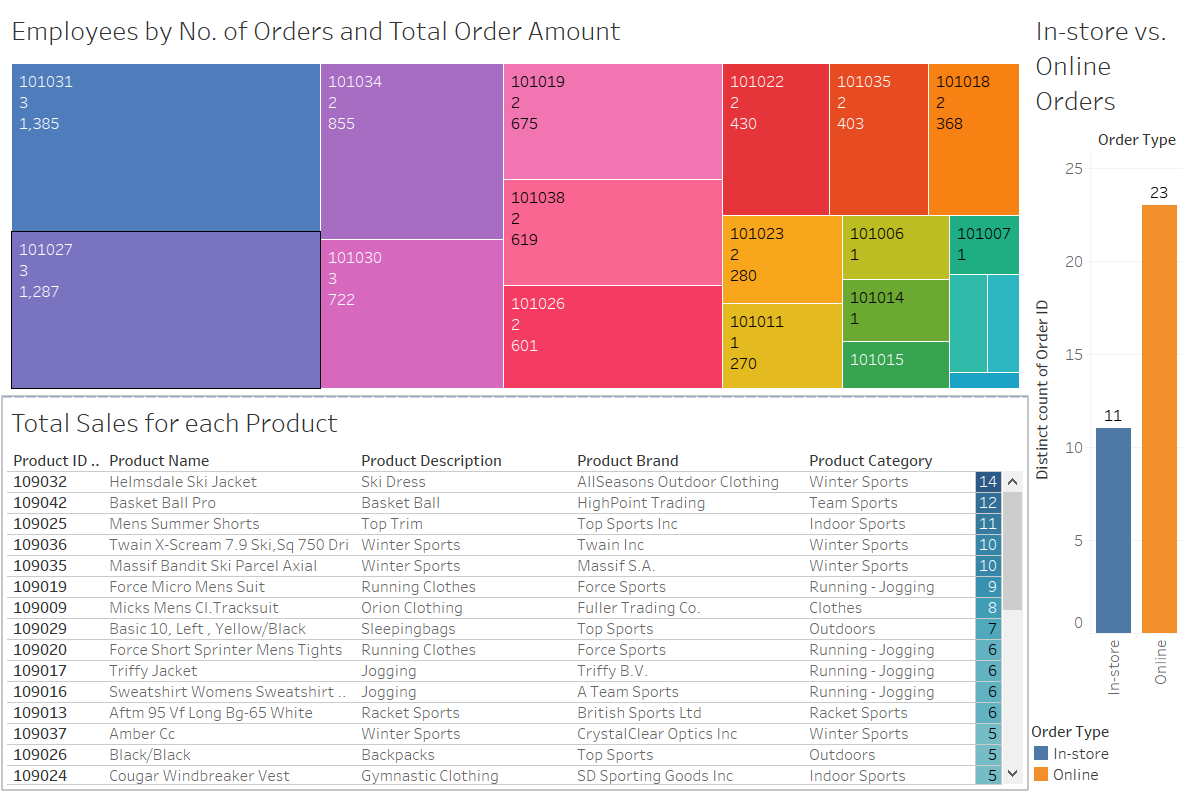 Employees by No. of Orders and Total Order Amount
101031
3
1,385
101027
3
1,287
101034
2
855
101030
3
722
101019
2
675
101038
2
619
101026
2
601
101022
2
430
101035
2
403
101018
2
368
101023
2
280
101011
1
270
101006
1
101014
1
101015
101007
1
Total Sales for each Product
Product ID .. Product Name Product Description Product Brand Product Category
109032 Helmsdale Ski Jacket Ski Dress AllSeasons Outdoor Clothing Winter Sports 14
109042 Basket Ball Pro Basket Ball HighPoint Trading Team Sports 12
109025 Mens Summer Shorts Top Trim Top Sports Inc Indoor Sports 11
109036 Twain X-Scream 7.9 Ski,Sq 750 Dri Winter Sports Twain Inc Winter Sports 10
109035 Massif Bandit Ski Parcel Axial Winter Sports Massif S.A. Winter Sports 10
109019 Force Micro Mens Suit Running Clothes Force Sports Running - Jogging 9
109009 Micks Mens Cl.Tracksuit Orion Clothing Fuller Trading Co. Clothes 8
109029 Basic 10, Left , Yellow/Black Sleepingbags Top Sports Outdoors 7
109020 Force Short Sprinter Mens Tights Running Clothes Force Sports Running - Jogging 6
109017 Triffy Jacket Jogging Triffy B.V. Running - Jogging 6
109016 Sweatshirt Womens Sweatshirt .. Jogging A Team Sports Running - Jogging 6
109013 Aftm 95 Vf Long Bg-65 White Racket Sports British Sports Ltd Racket Sports 6
109037 Amber Cc Winter Sports CrystalClear Optics Inc Winter Sports 5
109026 Black/Black Backpacks Top Sports Outdoors 5
109024 Cougar Windbreaker Vest Gymnastic Clothing SD Sporting Goods Inc Indoor Sports 5
In-store vs.
Online
Orders
Order Type
Distinct count of Order ID
25
20
15
10
5
0
11
23
In-store
Online
Order Type
In-store
Online